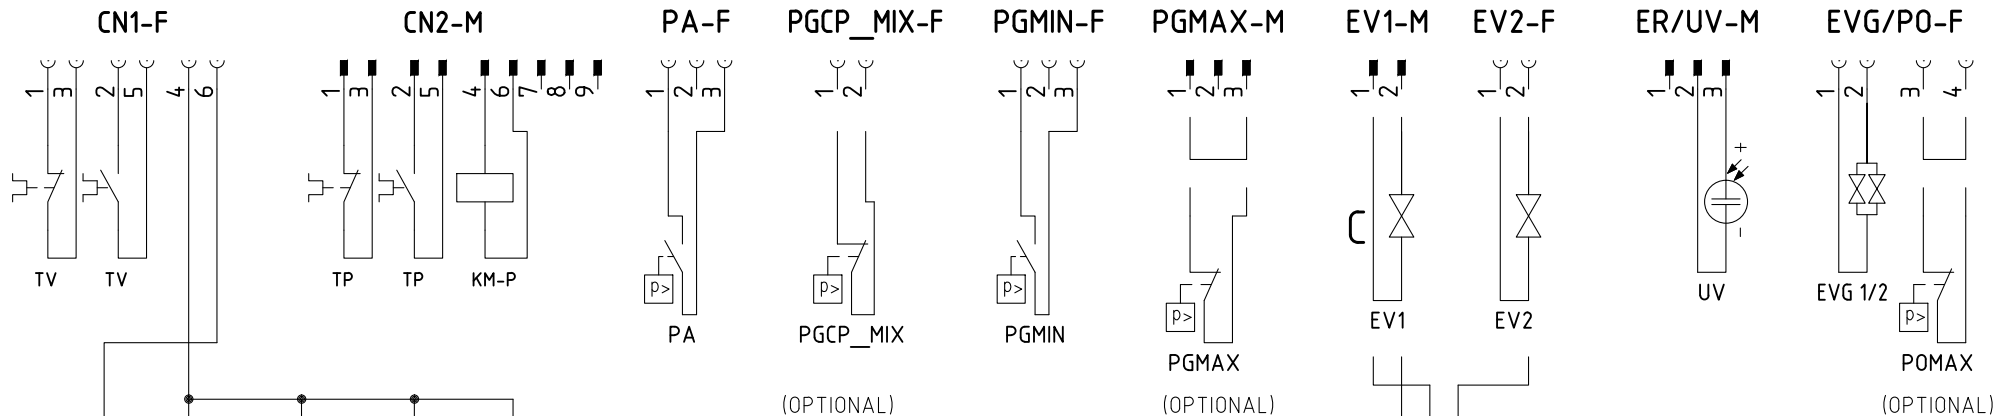 CN1-F CN2-M PA-F PGCP_MIX-F PGMIN-F PGMAX-M EV1-M EV2-F ER/UV-M EVG/PO-F
1 3 2 5 4 6 1 3 2 5 4 6 7 8 9 1 2 3 1 2 1 2 3 1 2 3 1 2 1 2 1 2 3 1 2 3 4
+
C
-
TV TV TP TP KM-P
p> p> p>
UV EVG 1/2
p> p>
EV1 EV2
PA PGCP_MIX PGMIN
PGMAX POMAX
(OPTIONAL) (OPTIONAL) (OPTIONAL)